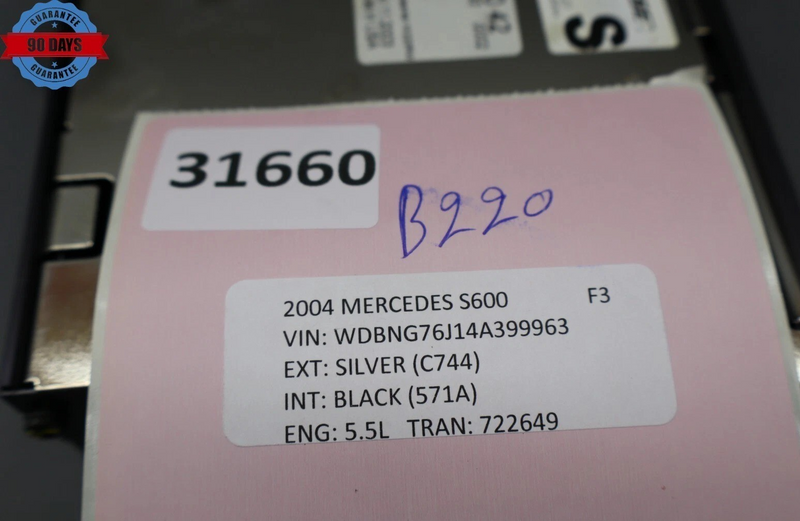 GUARANTEE
90 DAYS
GUARANTEE
42
S
31660
B220
2004 MERCEDES S600 F3
VIN: WDBNG76J14A399963
EXT: SILVER (C744)
INT: BLACK (571A)
ENG: 5.5L TRAN: 722649